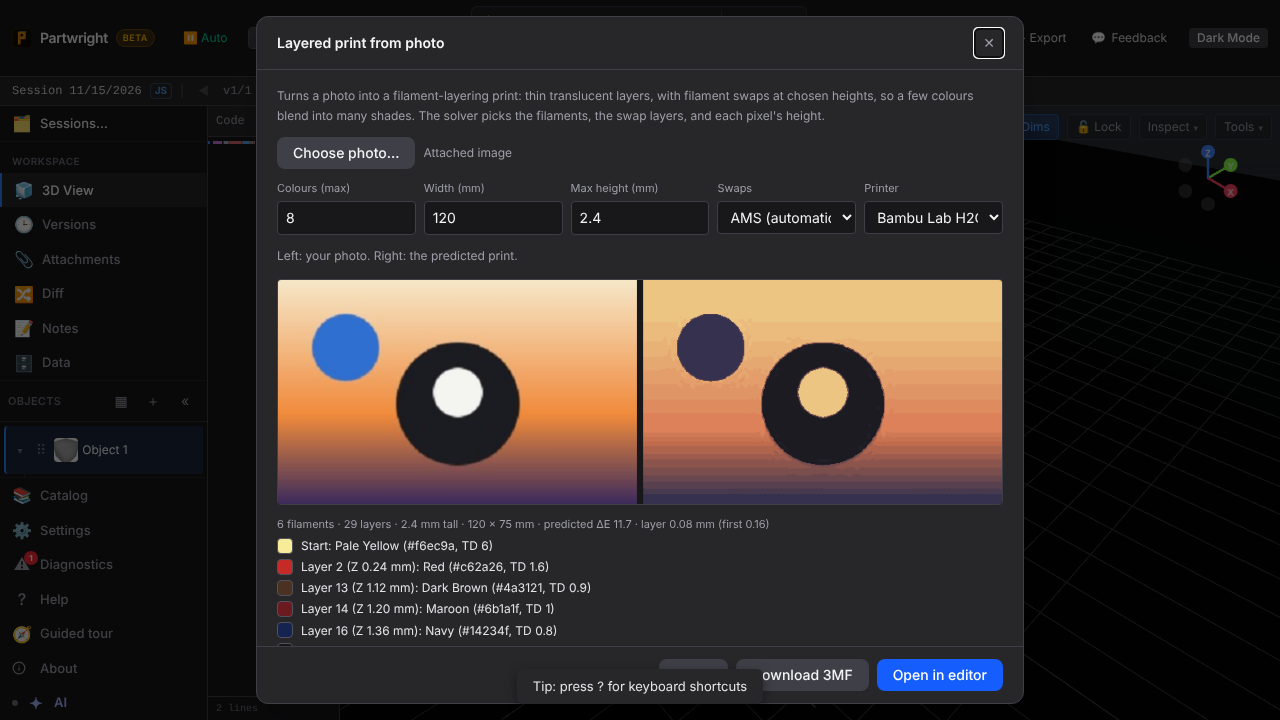 Partwright BETA
Auto
Export
Feedback
Dark Mode
Session 11/15/2026 JS
v1/1
Sessions...
Code
WORKSPACE
3D View
Versions
Attachments
Diff
Notes
Data
OBJECTS
Object 1
Catalog
Settings
Diagnostics
1
Help
Guided tour
About
AI
2 lines
Dims
Lock
Inspect
Tools
Z
Y
X
Layered print from photo
Turns a photo into a filament-layering print: thin translucent layers, with filament swaps at chosen heights, so a few colours
blend into many shades. The solver picks the filaments, the swap layers, and each pixel's height.
Choose photo...
Attached image
Colours (max)
Width (mm)
Max height (mm)
Swaps
Printer
8
120
2.4
AMS (automatic
Bambu Lab H2
Left: your photo. Right: the predicted print.
6 filaments · 29 layers · 2.4 mm tall · 120 × 75 mm · predicted ΔE 11.7 · layer 0.08 mm (first 0.16)
Start: Pale Yellow (#f6ec9a, TD 6)
Layer 2 (Z 0.24 mm): Red (#c62a26, TD 1.6)
Layer 13 (Z 1.12 mm): Dark Brown (#4a3121, TD 0.9)
Layer 14 (Z 1.20 mm): Maroon (#6b1a1f, TD 1)
Layer 16 (Z 1.36 mm): Navy (#14234f, TD 0.8)
ownload 3MF
Open in editor
Tip: press ? for keyboard shortcuts